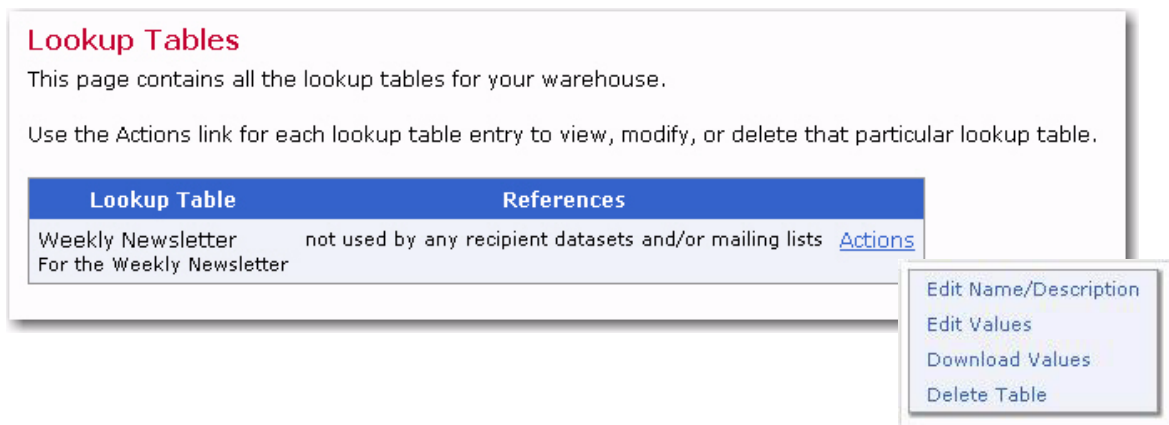 Lookup Tables
This page contains all the lookup tables for your warehouse.
Use the Actions link for each lookup table entry to view, modify, or delete that particular lookup table.
Lookup Table References
Weekly Newsletter not used by any recipient datasets and/or mailing lists Actions
For the Weekly Newsletter
Edit Name/Description
Edit Values
Download Values
Delete Table